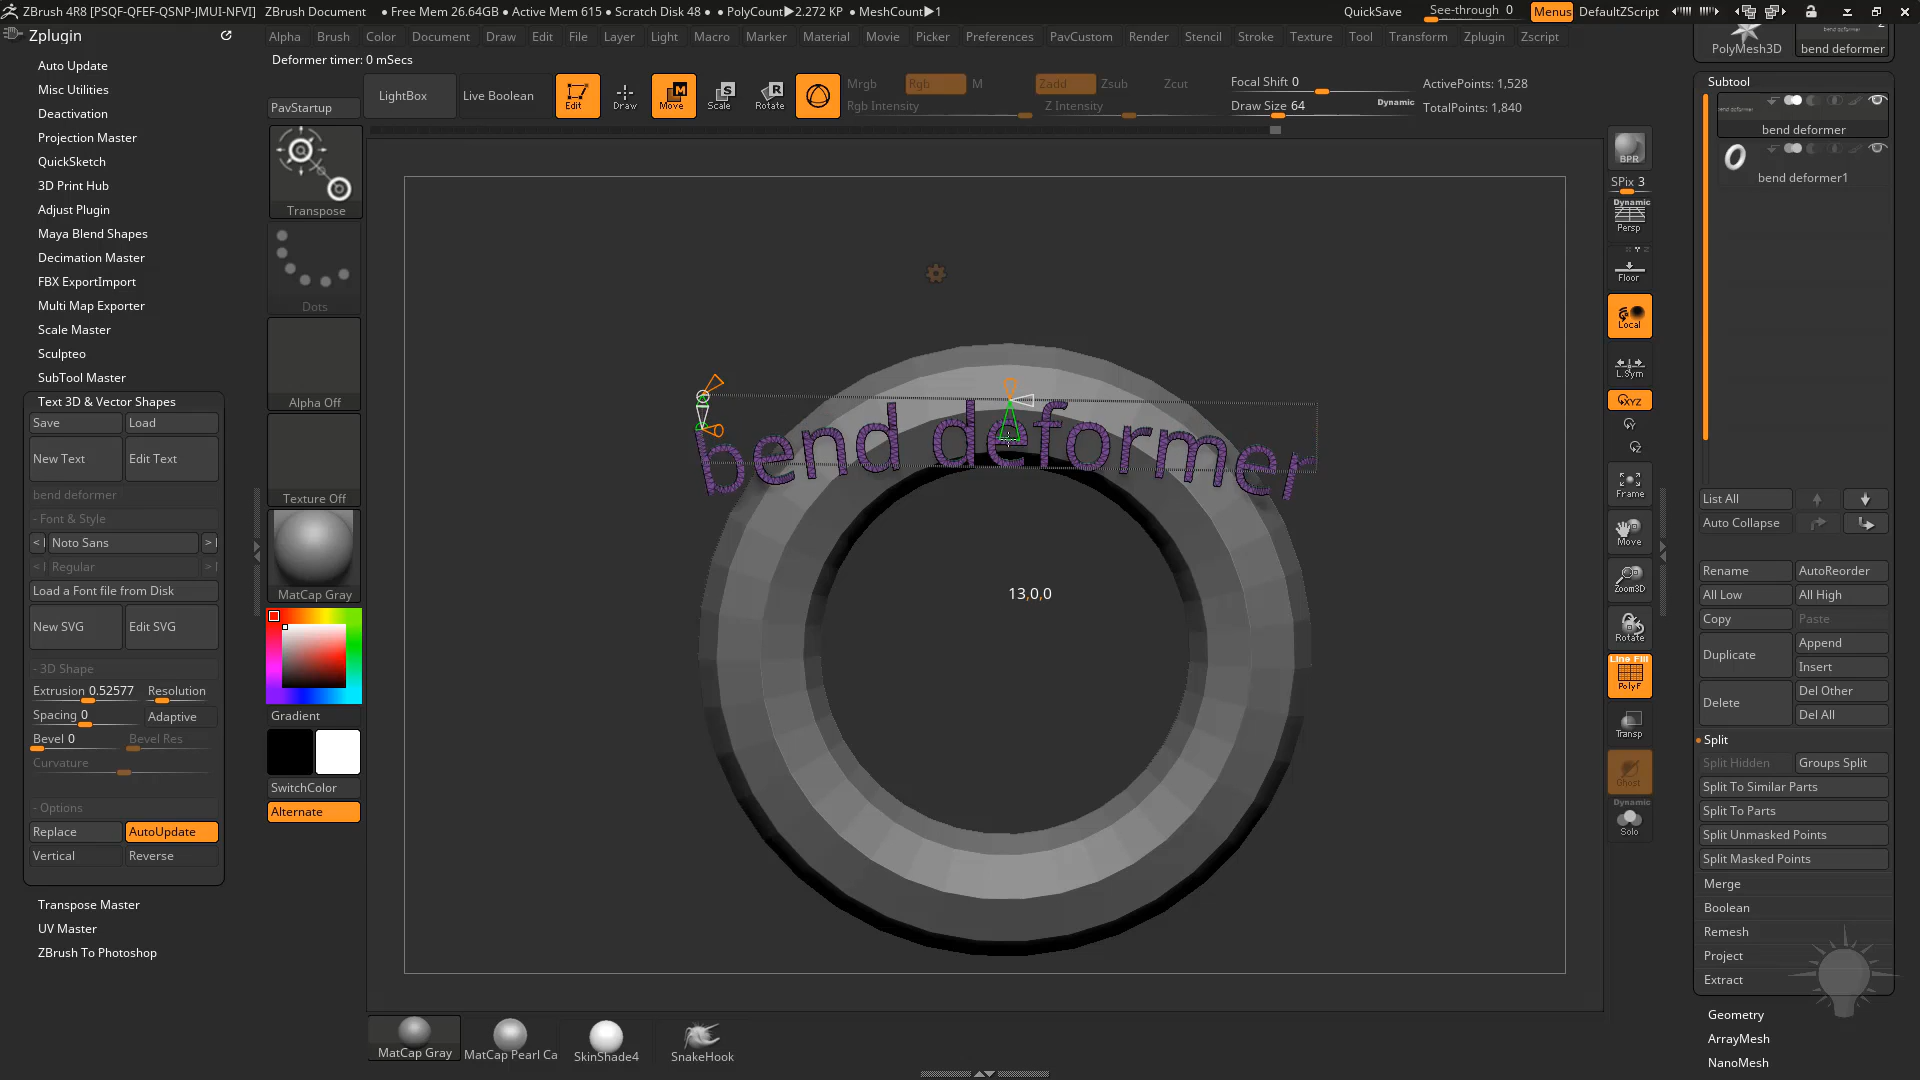 ZBrush 4R8 [PSQF-QFEF-QSNP-JMUI-NFVI] ZBrush Document • Free Mem 26.64GB • Active Mem 615 • Scratch Disk 48 • PolyCount▶2.272 KP • MeshCount▶1 QuickSave See-through 0 Menus DefaultZScript
Zplugin
Alpha Brush Color Document Draw Edit File Layer Light Macro Marker Material Movie Picker Preferences PavCustom Render Stencil Stroke Texture Tool Transform Zplugin Zscript
PolyMesh3D bend deformer
Deformer timer: 0 mSecs
Auto Update
Misc Utilities
Deactivation
Projection Master
QuickSketch
3D Print Hub
Adjust Plugin
Maya Blend Shapes
Decimation Master
FBX ExportImport
Multi Map Exporter
Scale Master
Sculpteo
SubTool Master
Text 3D & Vector Shapes
Save Load
New Text Edit Text
bend deformer
- Font & Style
< Noto Sans >
< Regular >
Load a Font file from Disk
New SVG Edit SVG
- 3D Shape
Extrusion 0.52577 Resolution
Spacing 0 Adaptive
Bevel 0 Bevel Res
Curvature
- Options
Replace AutoUpdate
Vertical Reverse
Transpose Master
UV Master
ZBrush To Photoshop
PavStartup
LightBox Live Boolean Edit Draw Move Scale Rotate
Mrgb Rgb M Zadd Zsub Zcut
Rgb Intensity Z Intensity
Focal Shift 0
Draw Size 64 Dynamic
ActivePoints: 1,528
TotalPoints: 1,840
Transpose
Dots
Alpha Off
Texture Off
MatCap Gray
Gradient
SwitchColor
Alternate
bend deformer
13,0,0
MatCap Gray MatCap Pearl Ca SkinShade4 SnakeHook
BPR
SPix 3
Dynamic
Persp
Floor
Local
L.Sym
XYZ
Frame
Move
Zoom3D
Rotate
Line Fill
PolyF
Transp
Ghost
Dynamic
Solo
Subtool
bend deformer
bend deformer1
List All
Auto Collapse
Rename AutoReorder
All Low All High
Copy Paste
Duplicate Append
Insert
Delete Del Other
Del All
Split
Split Hidden Groups Split
Split To Similar Parts
Split To Parts
Split Unmasked Points
Split Masked Points
Merge
Boolean
Remesh
Project
Extract
Geometry
ArrayMesh
NanoMesh